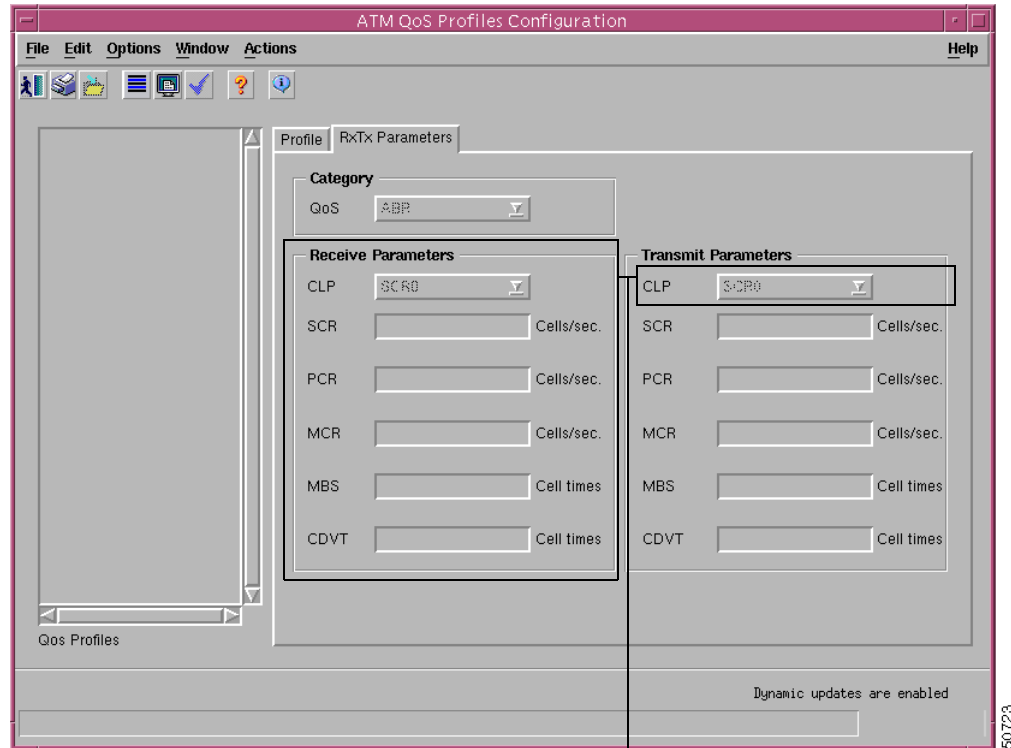 ATM QoS Profiles Configuration
File Edit Options Window Actions Help
Profile RxTx Parameters
Category
QoS ABR
Receive Parameters Transmit Parameters
CLP SCR0 CLP SCR0
SCR Cells/sec. SCR Cells/sec.
PCR Cells/sec. PCR Cells/sec.
MCR Cells/sec. MCR Cells/sec.
MBS Cell times MBS Cell times
CDVT Cell times CDVT Cell times
Qos Profiles
Dynamic updates are enabled
50723